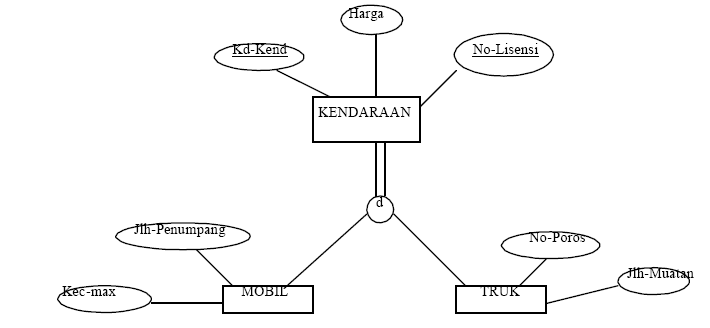 Harga
Kd-Kend
No-Lisensi
KENDARAAN
d
Jlh-Penumpang
No-Poros
Kec-max
MOBIL
TRUK
Jlh-Muatan